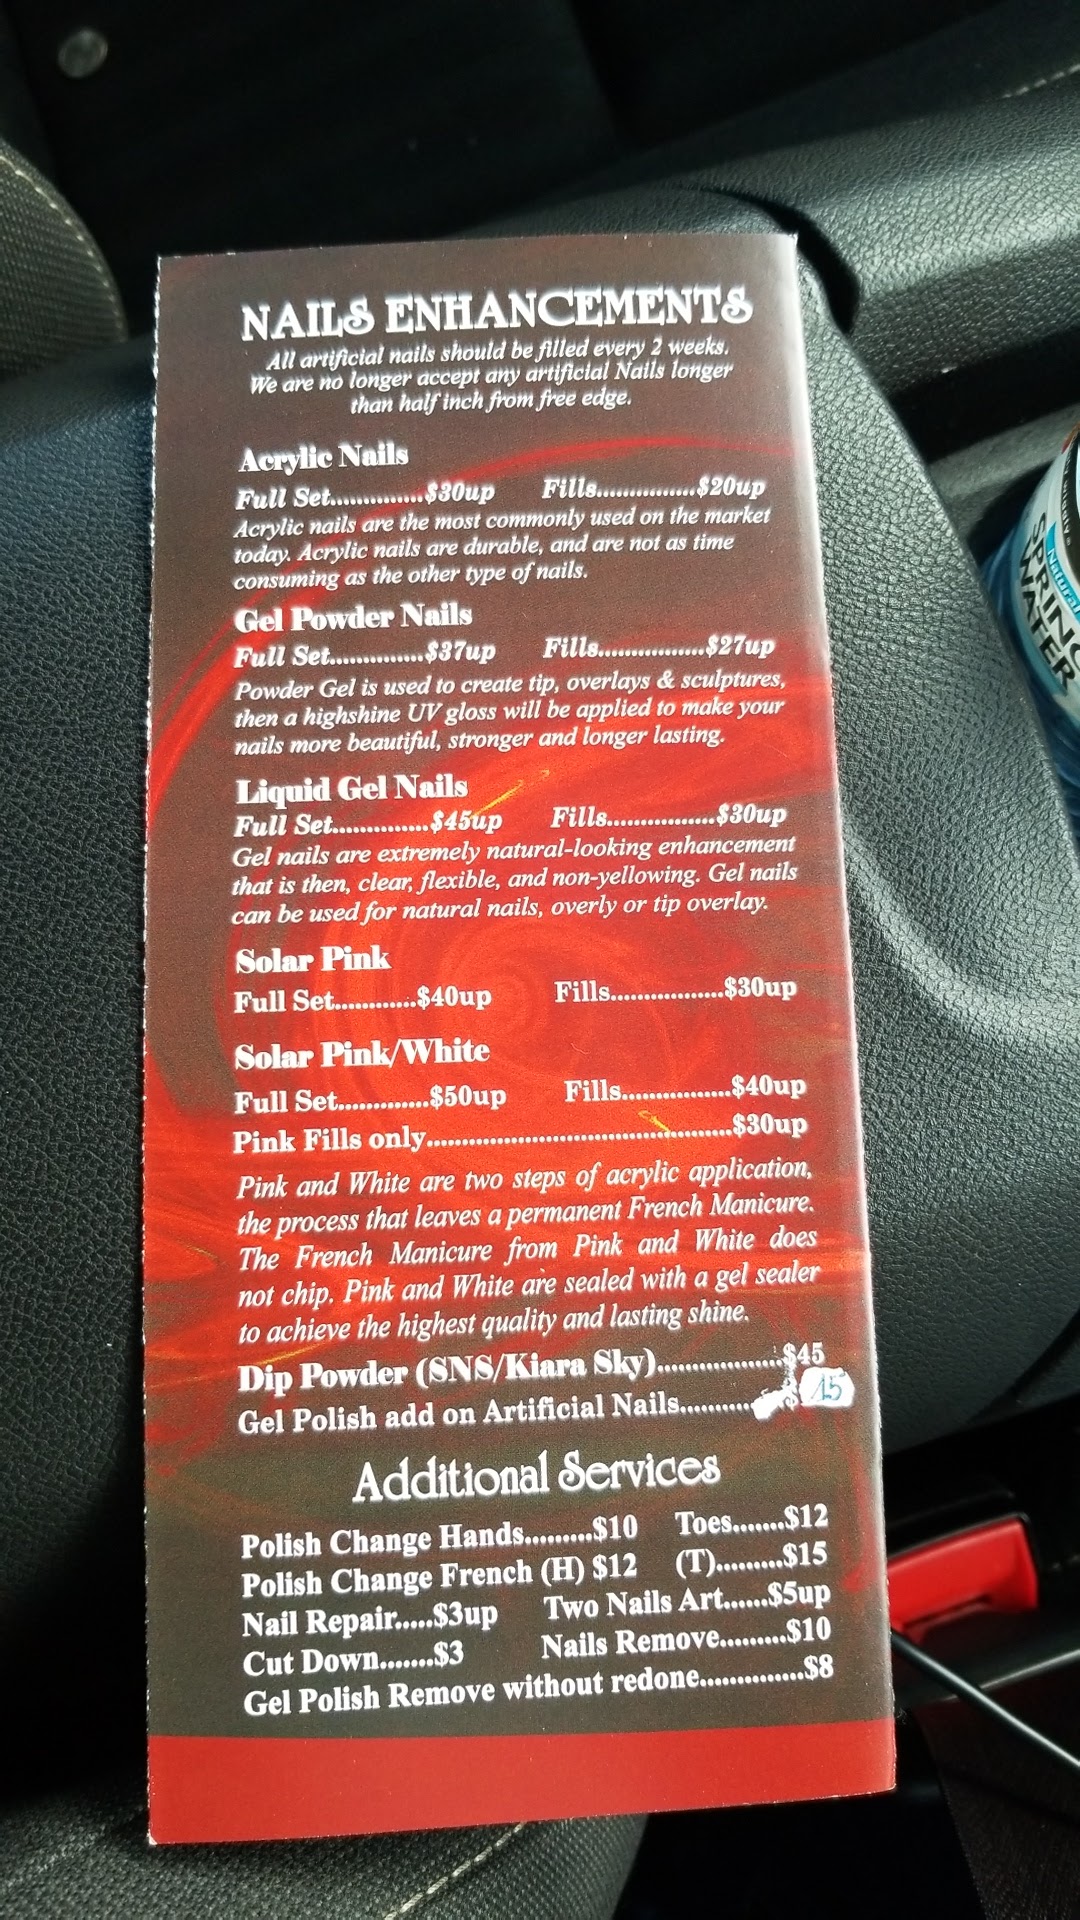 NAILS ENHANCEMENTS
All artificial nails should be filled every 2 weeks.
We are no longer accept any artificial Nails longer
than half inch from free edge.
Acrylic Nails
Full Set..............$30up Fills...............$20up
Acrylic nails are the most commonly used on the market
today. Acrylic nails are durable, and are not as time
consuming as the other type of nails.
Gel Powder Nails
Full Set..............$37up Fills................$27up
Powder Gel is used to create tip, overlays & sculptures,
then a highshine UV gloss will be applied to make your
nails more beautiful, stronger and longer lasting.
Liquid Gel Nails
Full Set..............$45up Fills.................$30up
Gel nails are extremely natural-looking enhancement
that is then, clear, flexible, and non-yellowing. Gel nails
can be used for natural nails, overly or tip overlay.
Solar Pink
Full Set............$40up Fills.................$30up
Solar Pink/White
Full Set.............$50up Fills................$40up
Pink Fills only.............................................$30up
Pink and White are two steps of acrylic application,
the process that leaves a permanent French Manicure.
The French Manicure from Pink and White does
not chip. Pink and White are sealed with a gel sealer
to achieve the highest quality and lasting shine.
Dip Powder (SNS/Kiara Sky)..................$45
Gel Polish add on Artificial Nails........... 15
Additional Services
Polish Change Hands.........$10 Toes.......$12
Polish Change French (H) $12 (T).........$15
Nail Repair.....$3up Two Nails Art......$5up
Cut Down.......$3 Nails Remove.........$10
Gel Polish Remove without redone..............$8
Natural
SPRING
WATER